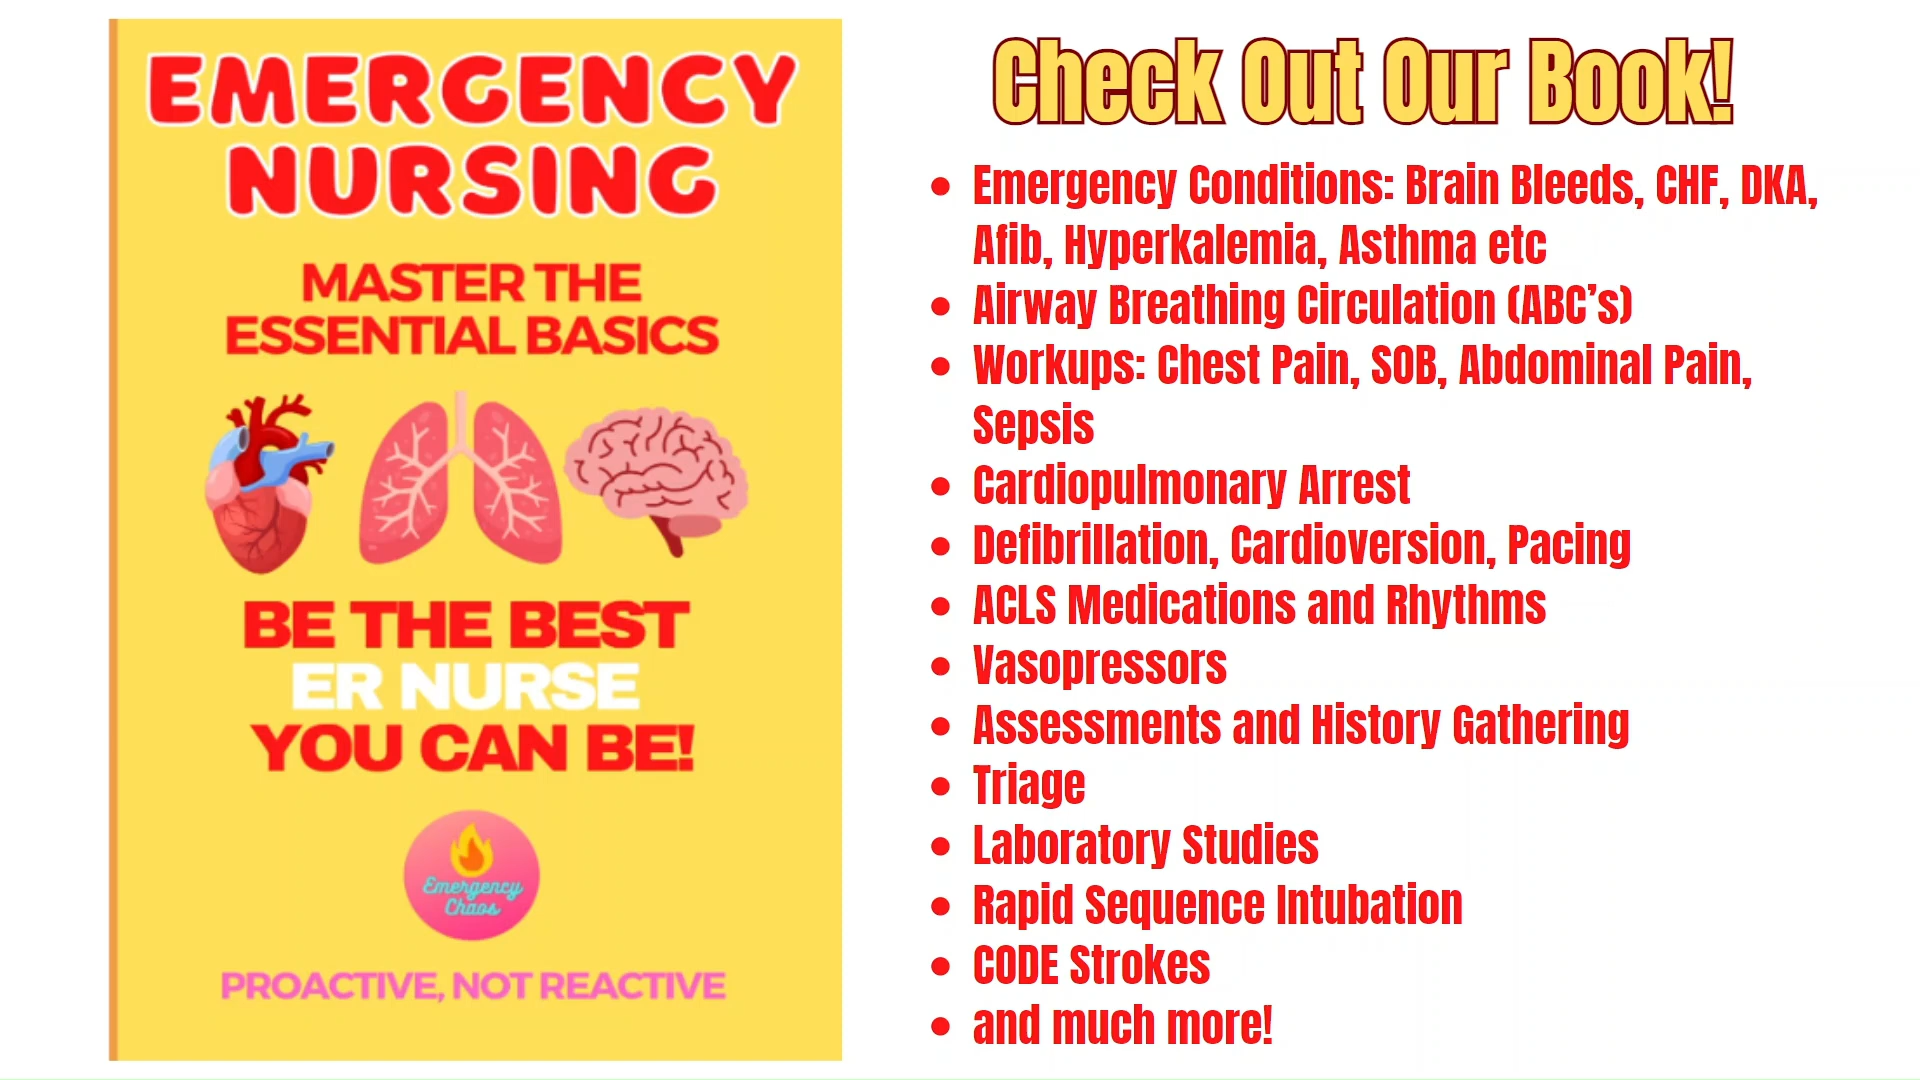 EMERGENCY
NURSING
MASTER THE
ESSENTIAL BASICS
BE THE BEST
ER NURSE
YOU CAN BE!
Emergency
Chaos
PROACTIVE, NOT REACTIVE
Check Out Our Book!
• Emergency Conditions: Brain Bleeds, CHF, DKA,
Afib, Hyperkalemia, Asthma etc
• Airway Breathing Circulation (ABC’s)
• Workups: Chest Pain, SOB, Abdominal Pain,
Sepsis
• Cardiopulmonary Arrest
• Defibrillation, Cardioversion, Pacing
• ACLS Medications and Rhythms
• Vasopressors
• Assessments and History Gathering
• Triage
• Laboratory Studies
• Rapid Sequence Intubation
• CODE Strokes
• and much more!